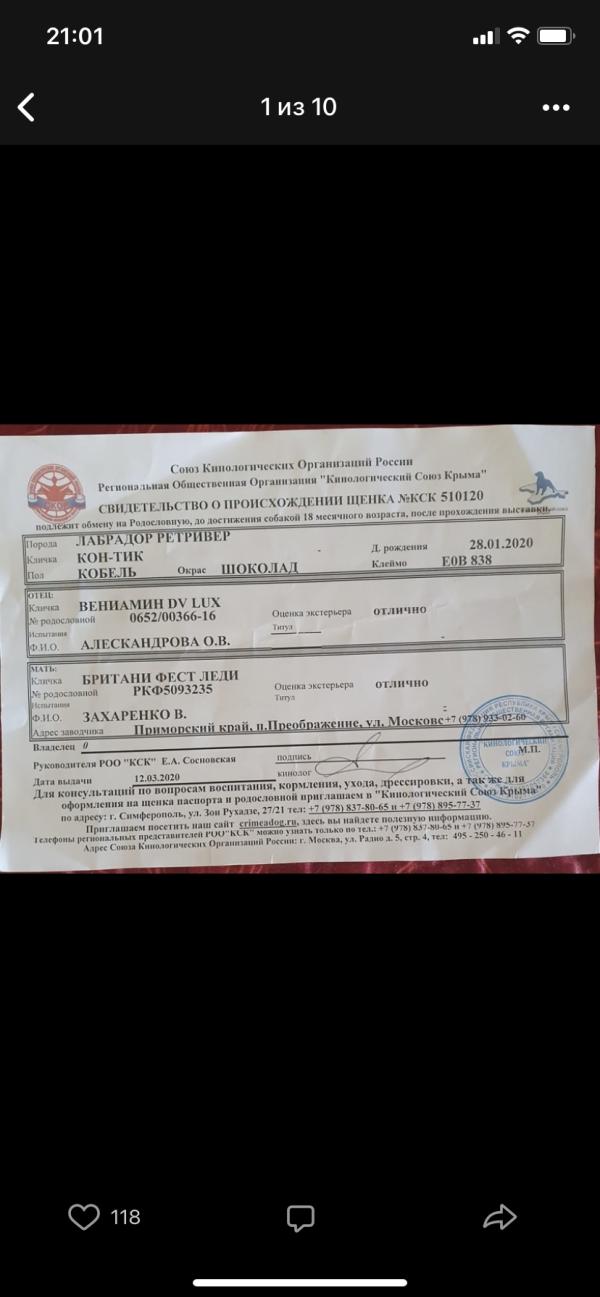 21:01
1 из 10
Союз Кинологических Организаций России
Региональная Общественная Организация "Кинологический Союз Крыма"
СВИДЕТЕЛЬСТВО О ПРОИСХОЖДЕНИИ ЩЕНКА №КСК 510120
подлежит обмену на Родословную, до достижения собакой 18 месячного возраста, после прохождения выставки.
Порода ЛАБРАДОР РЕТРИВЕР
Кличка КОН-ТИК Д. рождения 28.01.2020
Пол КОБЕЛЬ Окрас ШОКОЛАД Клеймо Е0В 838
ОТЕЦ:
Кличка ВЕНИАМИН DV LUX
№ родословной 0652/00366-16 Оценка экстерьера отлично
Испытания Титул
Ф.И.О. АЛЕСКАНДРОВА О.В.
МАТЬ:
Кличка БРИТАНИ ФЕСТ ЛЕДИ
№ родословной РКФ5093235 Оценка экстерьера отлично
Испытания Титул
Ф.И.О. ЗАХАРЕНКО В.
Адрес заводчика Приморский край, п.Преображение, ул. Московс+7 (978) 933-02-60
Владелец 0
Руководителя РОО "КСК" Е.А. Сосновская подпись М.П.
Дата выдачи 12.03.2020 кинолог
Для консультаций по вопросам воспитания, кормления, ухода, дрессировки, а так же для
оформления на щенка паспорта и родословной приглашаем в "Кинологический Союз Крыма"
по адресу: г. Симферополь, ул. Зои Рухадзе, 27/21 тел: +7 (978) 837-80-65 и +7 (978) 895-77-37
Приглашаем посетить наш сайт crimeadog.ru, здесь вы найдете полезную информацию.
Телефоны региональных представителей РОО"КСК" можно узнать только по тел.: +7 (978) 837-80-65 и +7 (978) 895-77-37
Адрес Союза Кинологических Организаций России: г. Москва, ул. Радио д. 5, стр. 4, тел: 495 - 250 - 46 - 11
"КИНОЛОГИЧЕСКИЙ
СОЮЗ
КРЫМА"
118